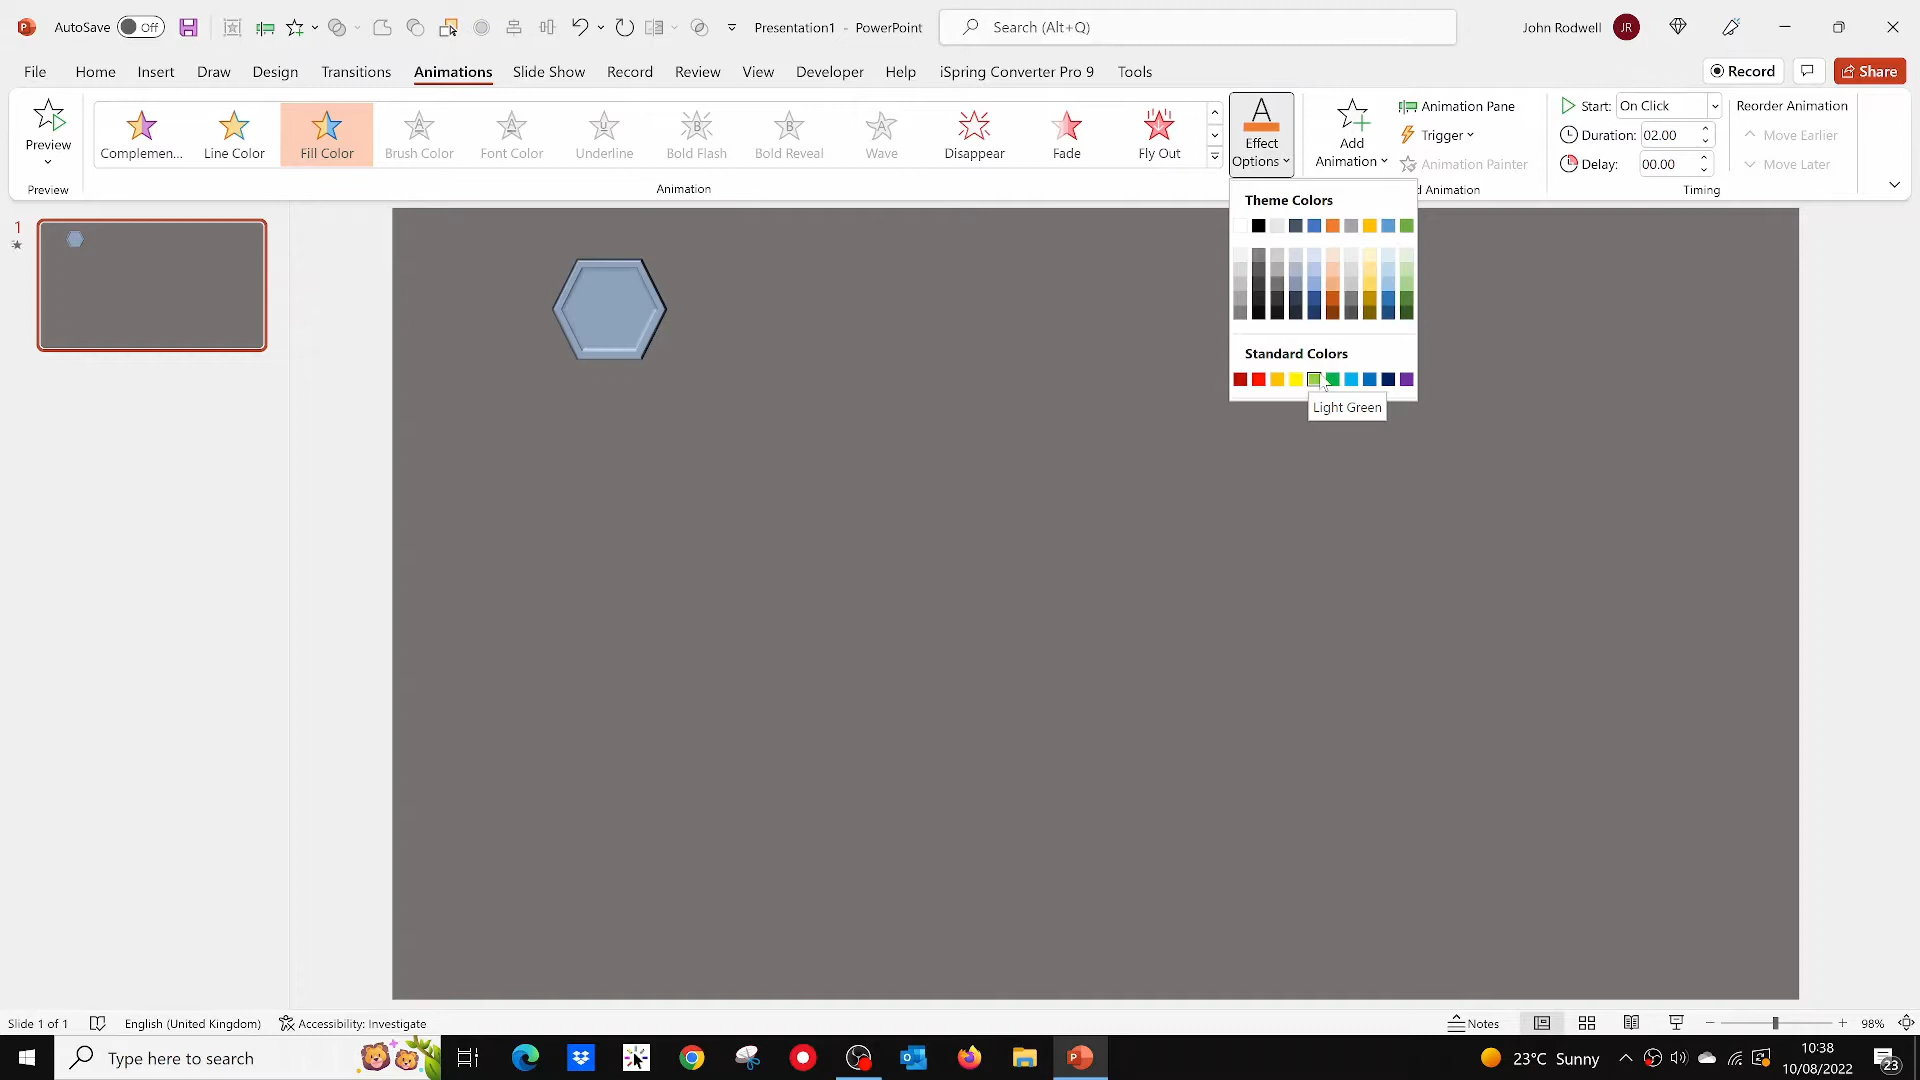 AutoSave Off Presentation1 - PowerPoint Search (Alt+Q) John Rodwell JR
File Home Insert Draw Design Transitions Animations Slide Show Record Review View Developer Help iSpring Converter Pro 9 Tools Record Share
Preview
Complemen... Line Color Fill Color Brush Color Font Color Underline Bold Flash Bold Reveal Wave Disappear Fade Fly Out
Effect Options
Add Animation
Animation Pane
Trigger
Animation Painter
Start: On Click
Duration: 02.00
Delay: 00.00
Reorder Animation
Move Earlier
Move Later
Preview Animation d Animation Timing
Theme Colors
Standard Colors
Light Green
1
Slide 1 of 1 English (United Kingdom) Accessibility: Investigate Notes 98%
Type here to search 23°C Sunny 10:38
10/08/2022 23